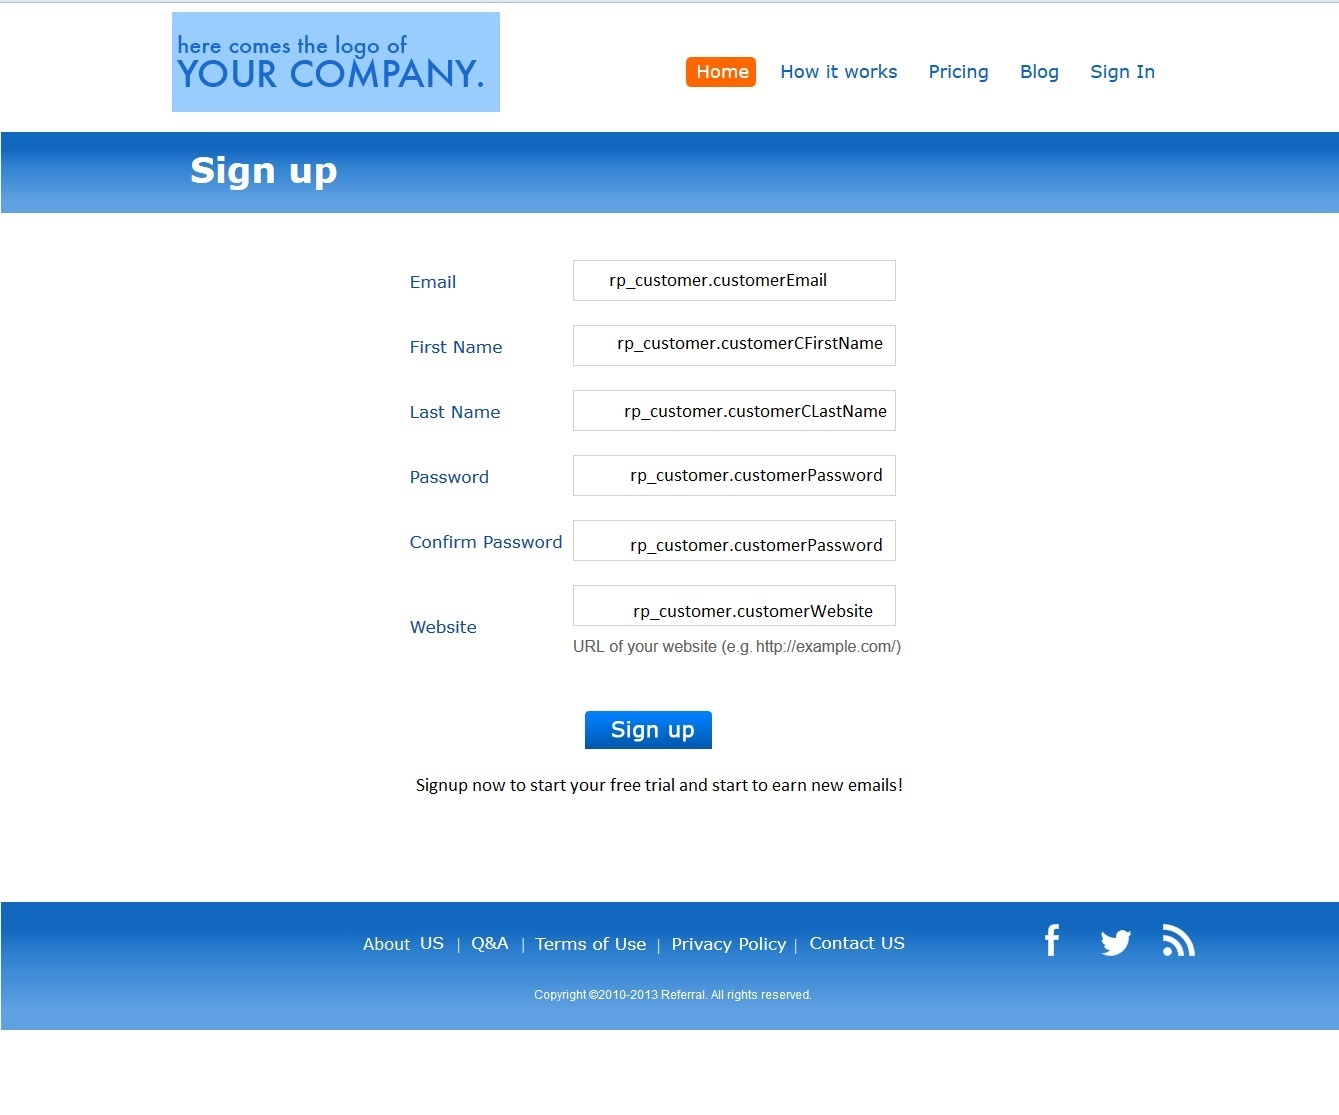 here comes the logo of
YOUR COMPANY.
Home How it works Pricing Blog Sign In
Sign up
Email rp_customer.customerEmail
First Name rp_customer.customerCFirstName
Last Name rp_customer.customerCLastName
Password rp_customer.customerPassword
Confirm Password rp_customer.customerPassword
Website rp_customer.customerWebsite
URL of your website (e.g. http://example.com/)
Sign up
Signup now to start your free trial and start to earn new emails!
About US | Q&A | Terms of Use | Privacy Policy | Contact US
Copyright ©2010-2013 Referral. All rights reserved.